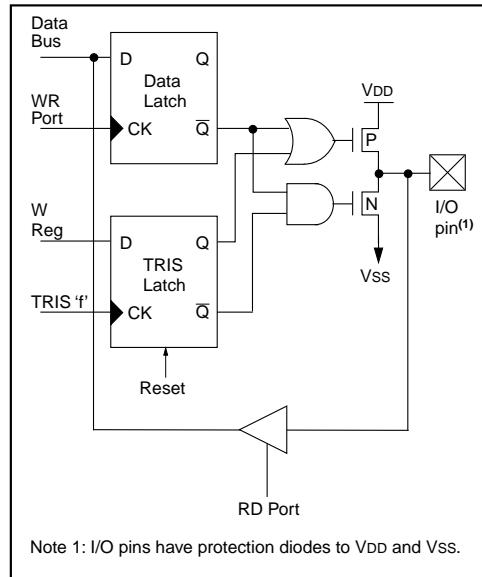 Data
Bus
D
Q
Data
Latch
VDD
WR
Port
CK
Q̅
P
N
I/O
pin(1)
W
Reg
D
Q
TRIS
Latch
VSS
TRIS 'f'
CK
Q̅
Reset
RD Port
Note 1: I/O pins have protection diodes to VDD and VSS.